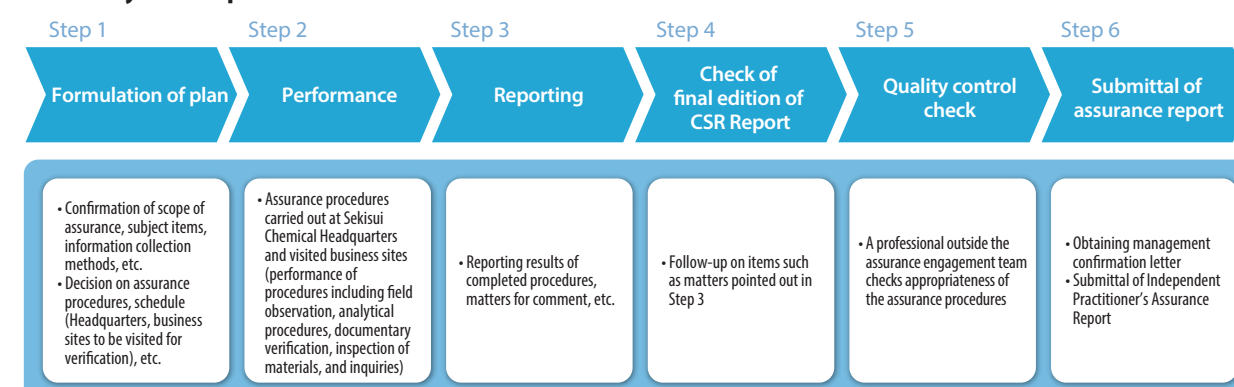 Step 1
Step 2
Step 3
Step 4
Step 5
Step 6
Formulation of plan
Performance
Reporting
Check of
final edition of
CSR Report
Quality control
check
Submittal of
assurance report
• Confirmation of scope of
assurance, subject items,
information collection
methods, etc.
• Decision on assurance
procedures, schedule
(Headquarters, business
sites to be visited for
verification), etc.
• Assurance procedures
carried out at Sekisui
Chemical Headquarters
and visited business sites
(performance of
procedures including field
observation, analytical
procedures, documentary
verification, inspection of
materials, and inquiries)
• Reporting results of
completed procedures,
matters for comment, etc.
• Follow-up on items such
as matters pointed out in
Step 3
• A professional outside the
assurance engagement team
checks appropriateness of
the assurance procedures
• Obtaining management
confirmation letter
• Submittal of Independent
Practitioner's Assurance
Report